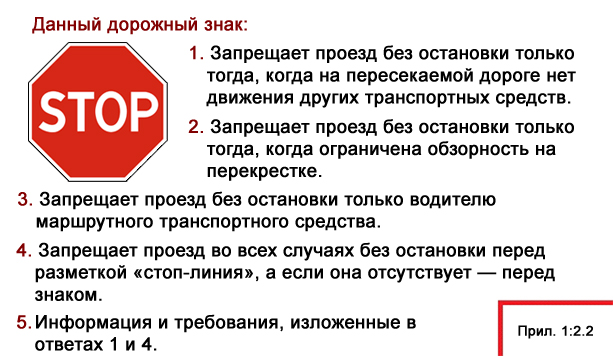 Данный дорожный знак:
STOP
1. Запрещает проезд без остановки только
тогда, когда на пересекаемой дороге нет
движения других транспортных средств.
2. Запрещает проезд без остановки только
тогда, когда ограничена обзорность на
перекрестке.
3. Запрещает проезд без остановки только водителю
маршрутного транспортного средства.
4. Запрещает проезд во всех случаях без остановки перед
разметкой «стоп-линия», а если она отсутствует — перед
знаком.
5. Информация и требования, изложенные в
ответах 1 и 4.
Прил. 1:2.2